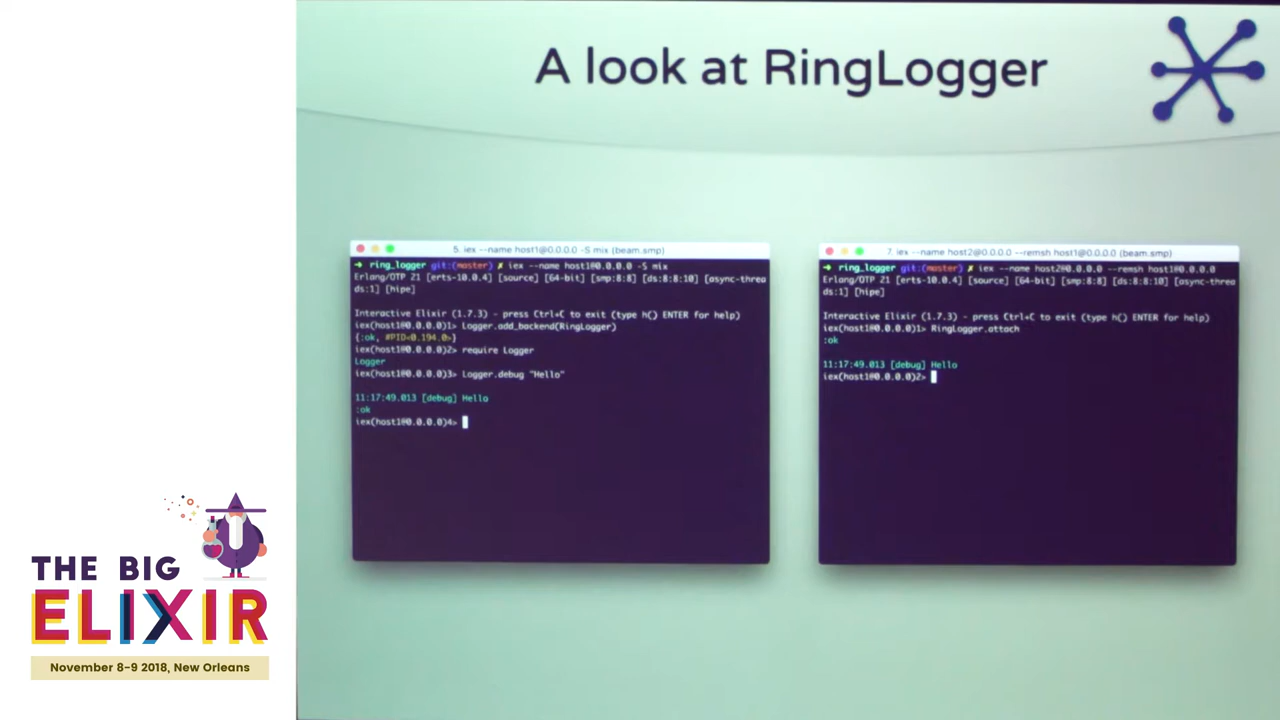 A look at RingLogger
5. iex --name host1@0.0.0.0 -S mix (beam.smp)
➜ ring_logger git:(master) ✗ iex --name host1@0.0.0.0 -S mix
Erlang/OTP 21 [erts-10.0.4] [source] [64-bit] [smp:8:8] [ds:8:8:10] [async-threa
ds:1] [hipe]
Interactive Elixir (1.7.3) - press Ctrl+C to exit (type h() ENTER for help)
iex(host1@0.0.0.0)1> Logger.add_backend(RingLogger)
{:ok, #PID<0.194.0>}
iex(host1@0.0.0.0)2> require Logger
Logger
iex(host1@0.0.0.0)3> Logger.debug "Hello"
11:17:49.013 [debug] Hello
:ok
iex(host1@0.0.0.0)4>
7. iex --name host2@0.0.0.0 --remsh host1@0.0.0.0 (beam.smp)
➜ ring_logger git:(master) ✗ iex --name host2@0.0.0.0 --remsh host1@0.0.0.0
Erlang/OTP 21 [erts-10.0.4] [source] [64-bit] [smp:8:8] [ds:8:8:10] [async-threa
ds:1] [hipe]
Interactive Elixir (1.7.3) - press Ctrl+C to exit (type h() ENTER for help)
iex(host1@0.0.0.0)1> RingLogger.attach
:ok
11:17:49.013 [debug] Hello
iex(host1@0.0.0.0)2>
THE BIG
ELIXIR
November 8-9 2018, New Orleans